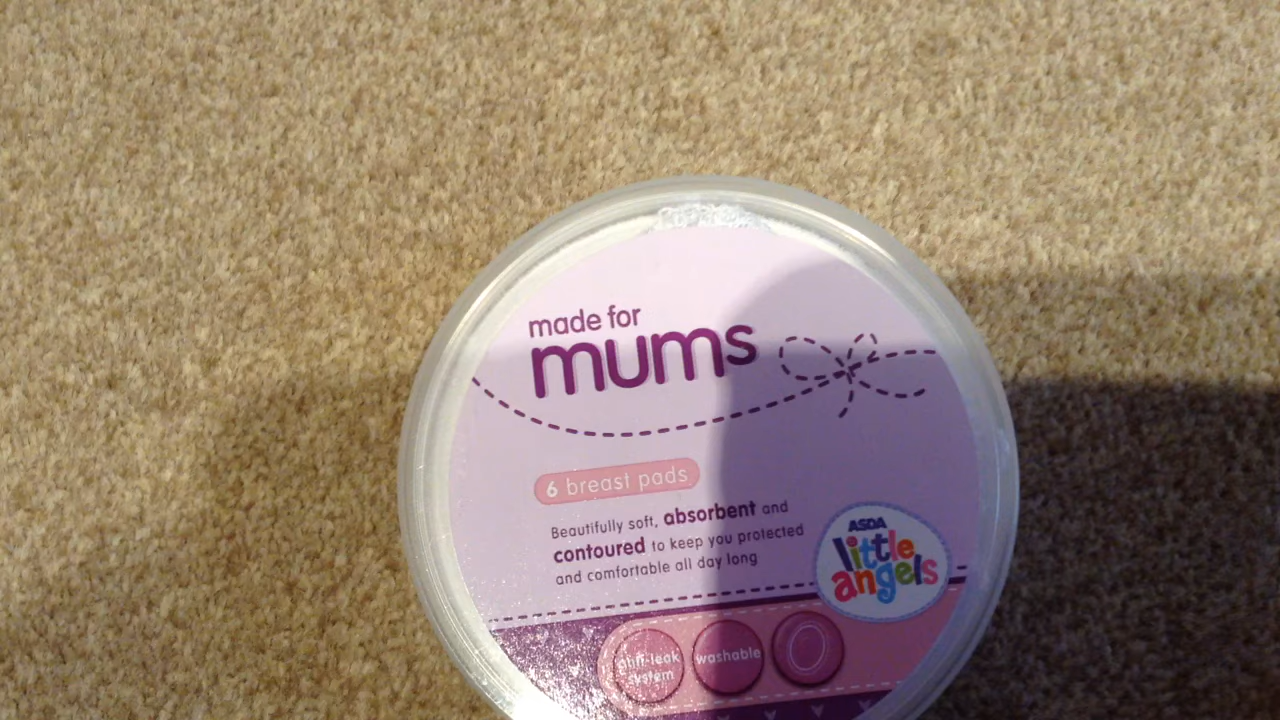 made for
mums
6 breast pads
Beautifully soft, absorbent and
contoured to keep you protected
and comfortable all day long
ASDA
little
angels
anti-leak
system
washable